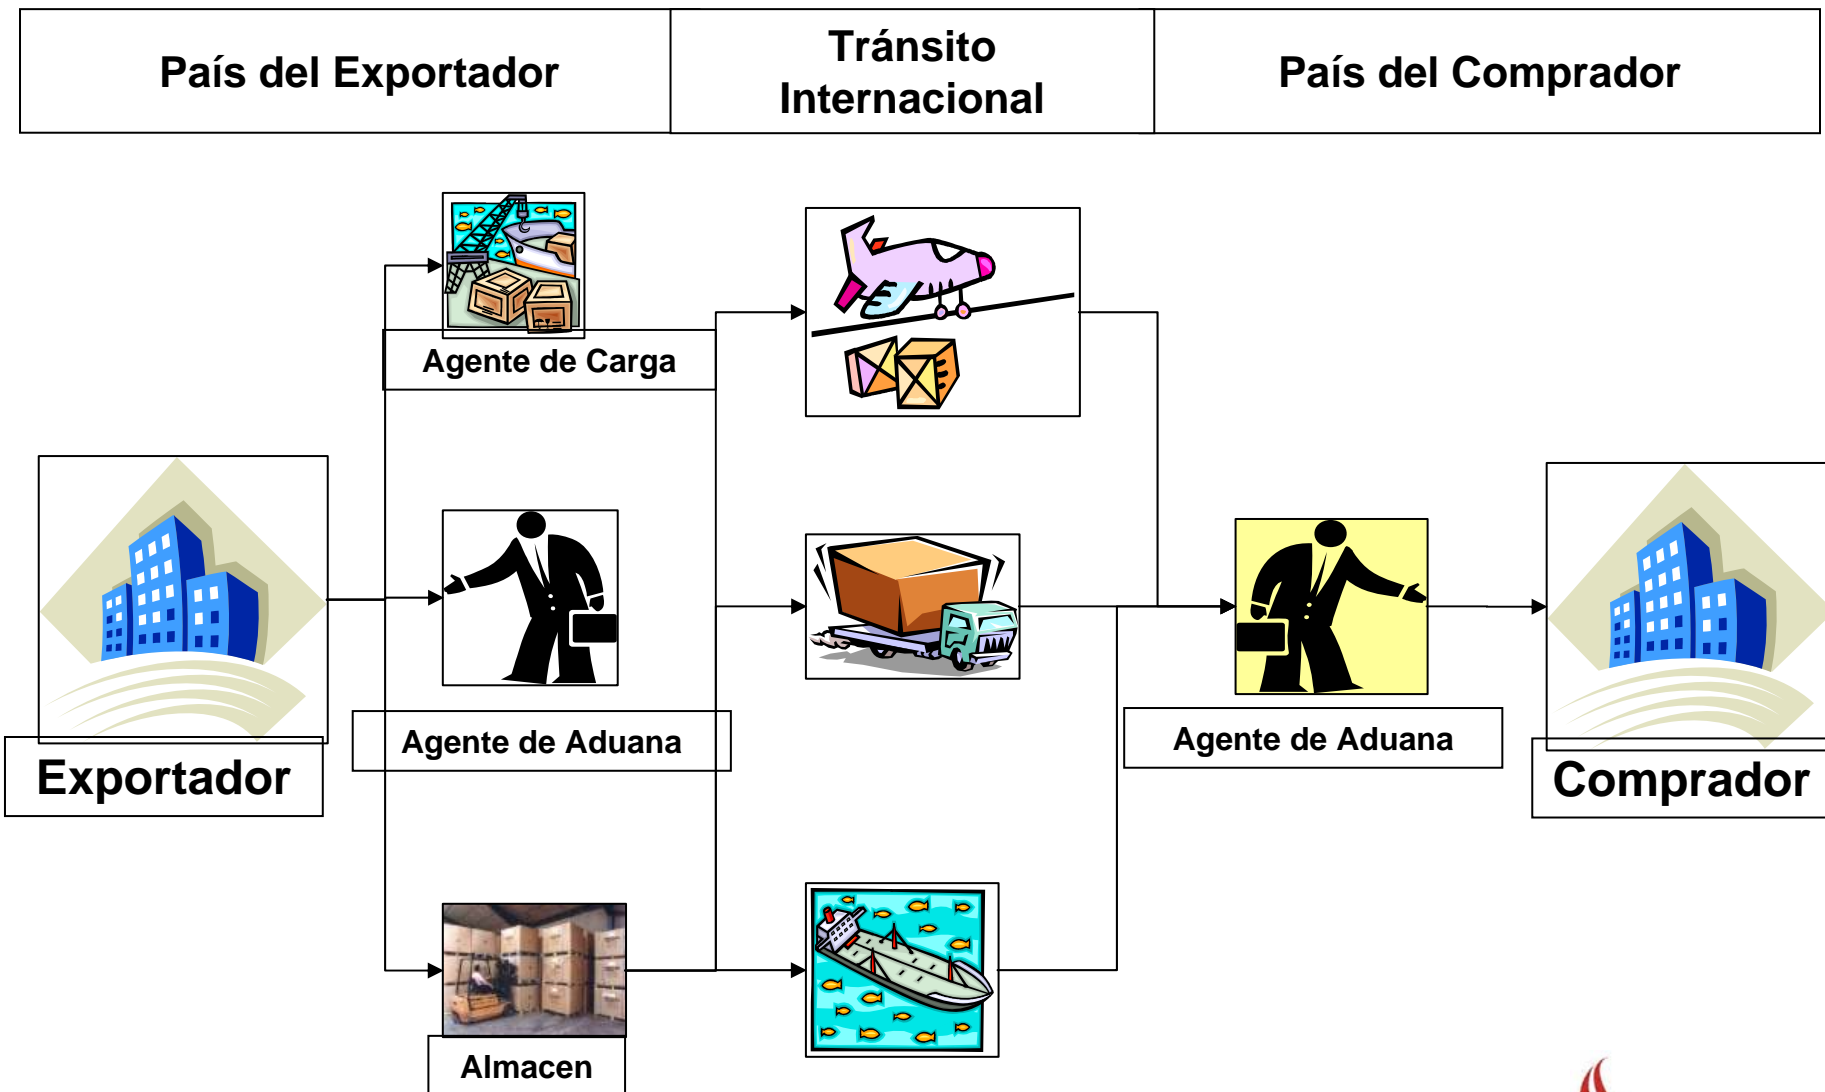 País del Exportador
Tránsito
Internacional
País del Comprador
Agente de Carga
Agente de Aduana
Agente de Aduana
Exportador
Comprador
Almacen